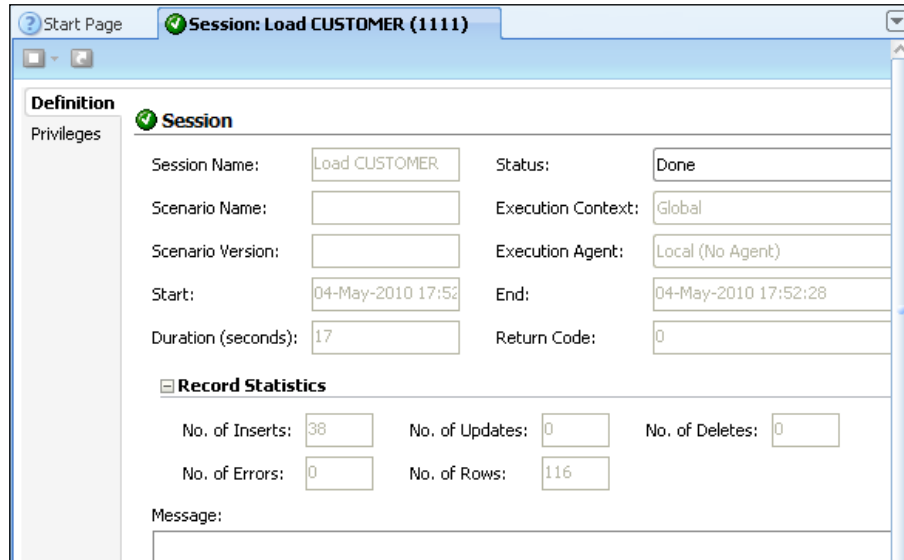 Start Page Session: Load CUSTOMER (1111)
Definition
Privileges
Session
Session Name: Load CUSTOMER Status: Done
Scenario Name: Execution Context: Global
Scenario Version: Execution Agent: Local (No Agent)
Start: 04-May-2010 17:52 End: 04-May-2010 17:52:28
Duration (seconds): 17 Return Code: 0
Record Statistics
No. of Inserts: 38 No. of Updates: 0 No. of Deletes: 0
No. of Errors: 0 No. of Rows: 116
Message: